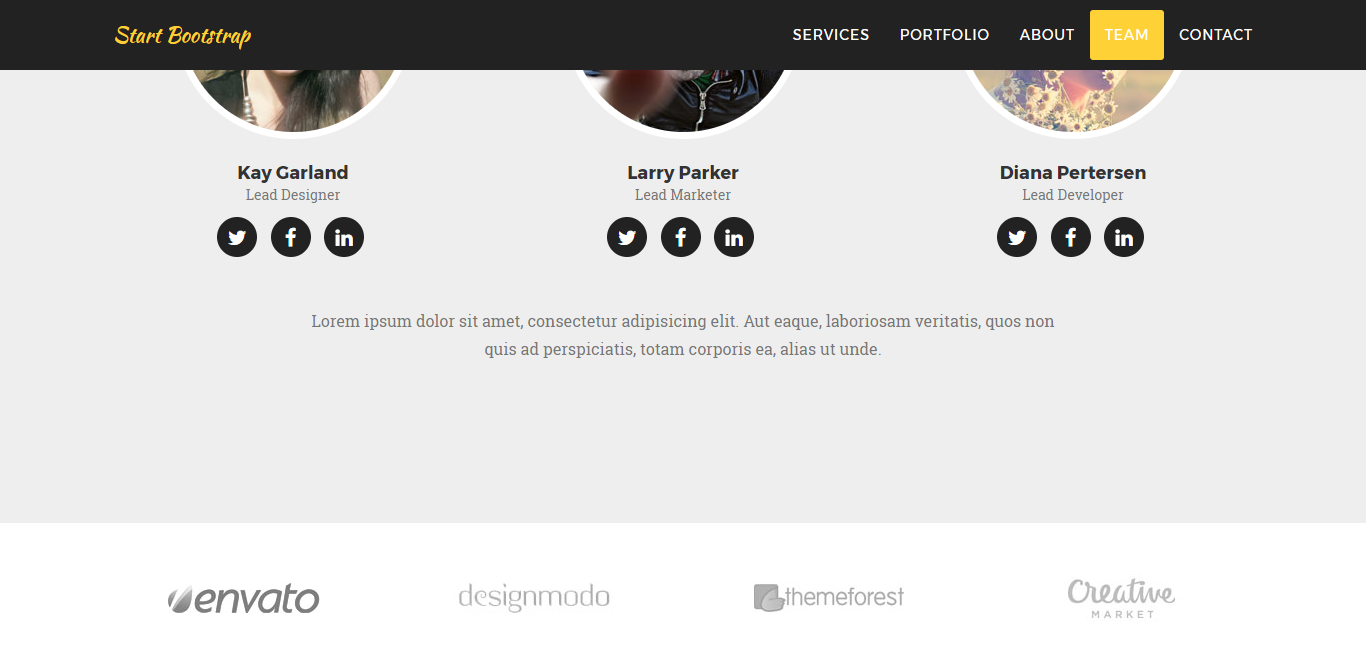 Start Bootstrap
SERVICES PORTFOLIO ABOUT TEAM CONTACT
Kay Garland
Lead Designer
Larry Parker
Lead Marketer
Diana Pertersen
Lead Developer
Lorem ipsum dolor sit amet, consectetur adipisicing elit. Aut eaque, laboriosam veritatis, quos non
quis ad perspiciatis, totam corporis ea, alias ut unde.
envato
designmodo
themeforest
Creative
MARKET